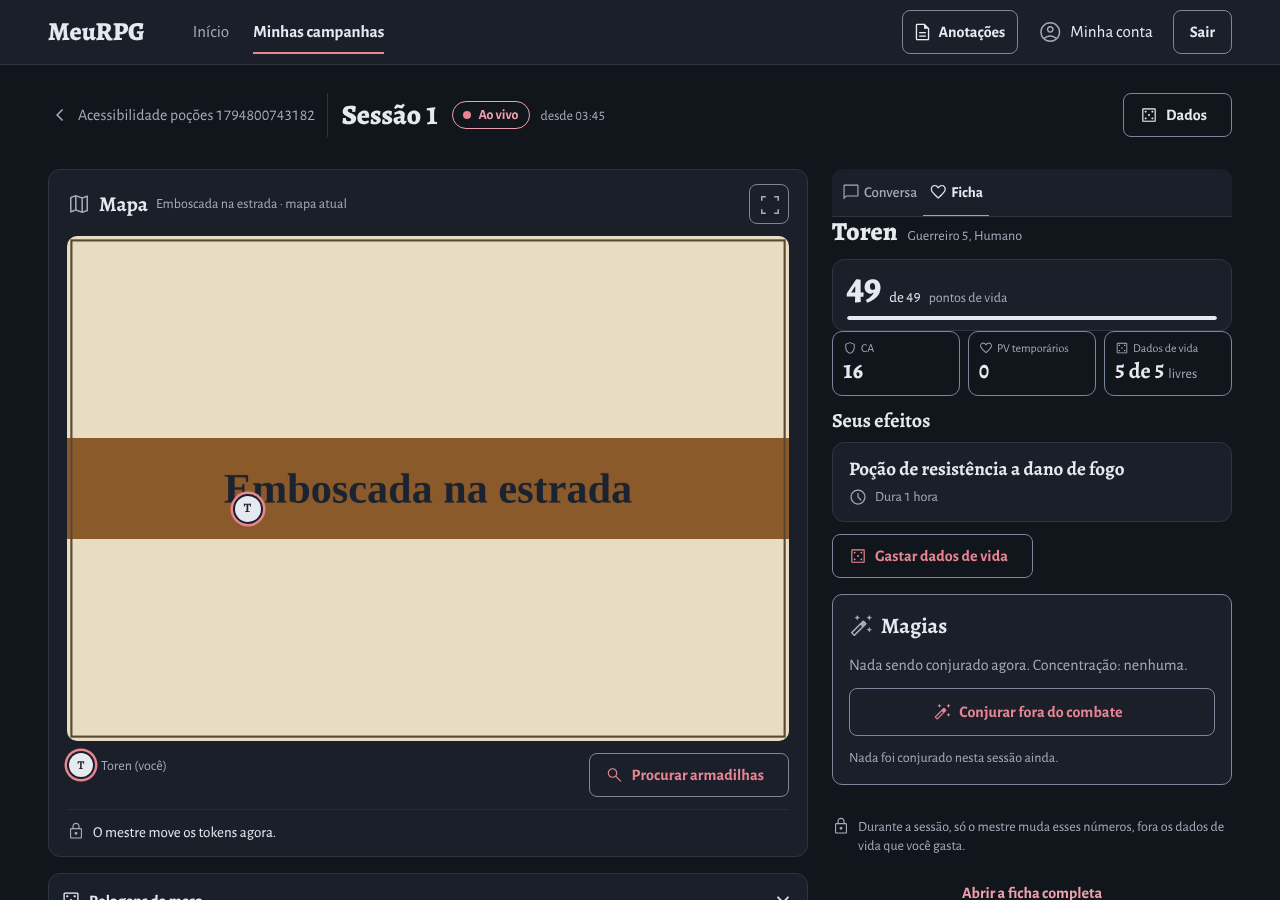 MeuRPG
Início
Minhas campanhas
Anotações
Minha conta
Sair
Acessibilidade poções 1794800743182
Sessão 1
Ao vivo
desde 03:45
Dados
Mapa
Emboscada na estrada · mapa atual
Emboscada na estrada
T
T
Toren (você)
Procurar armadilhas
O mestre move os tokens agora.
Rolagens da mesa
Conversa
Ficha
Toren
Guerreiro 5, Humano
49 de 49 pontos de vida
CA
16
PV temporários
0
Dados de vida
5 de 5 livres
Seus efeitos
Poção de resistência a dano de fogo
Dura 1 hora
Gastar dados de vida
Magias
Nada sendo conjurado agora. Concentração: nenhuma.
Conjurar fora do combate
Nada foi conjurado nesta sessão ainda.
Durante a sessão, só o mestre muda esses números, fora os dados de
vida que você gasta.
Abrir a ficha completa